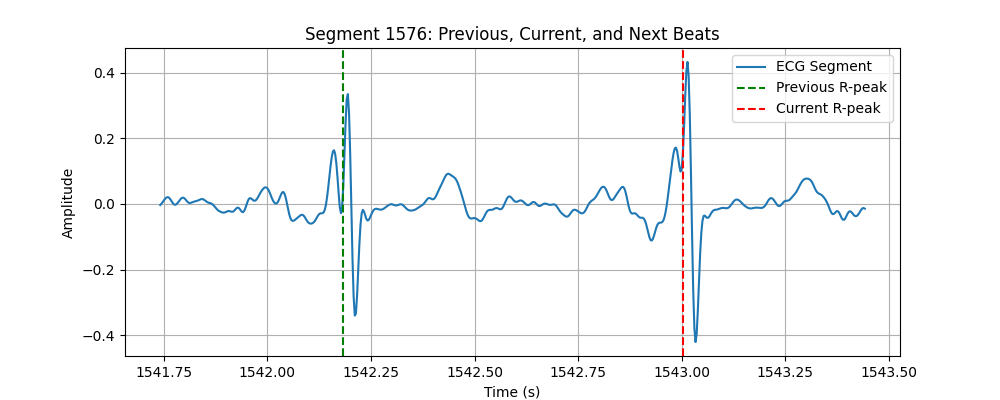 Segment 1576: Previous, Current, and Next Beats
ECG Segment
Previous R-peak
Current R-peak
Amplitude
0.4
0.2
0.0
−0.2
−0.4
1541.75 1542.00 1542.25 1542.50 1542.75 1543.00 1543.25 1543.50
Time (s)